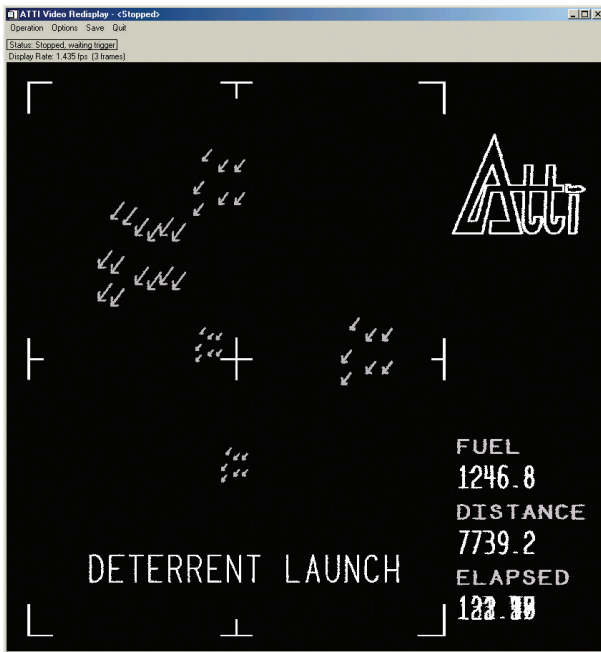 ATTI Video Redisplay - <Stopped>
Operation Options Save Quit
Status: Stopped, waiting trigger
Display Rate: 1.435 fps (3 frames)
Atti
FUEL
1246.8
DISTANCE
7739.2
DETERRENT LAUNCH
ELAPSED